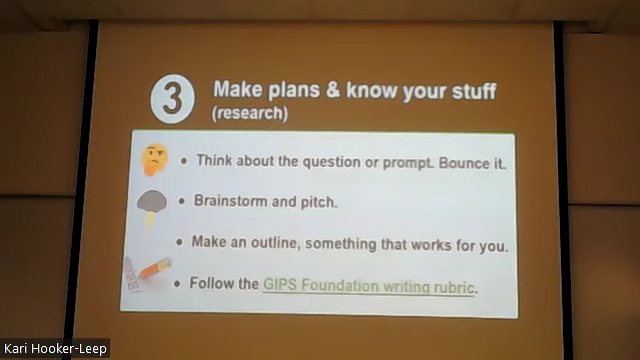 3
Make plans & know your stuff
(research)
• Think about the question or prompt. Bounce it.
• Brainstorm and pitch.
• Make an outline, something that works for you.
• Follow the GIPS Foundation writing rubric.
Kari Hooker-Leep